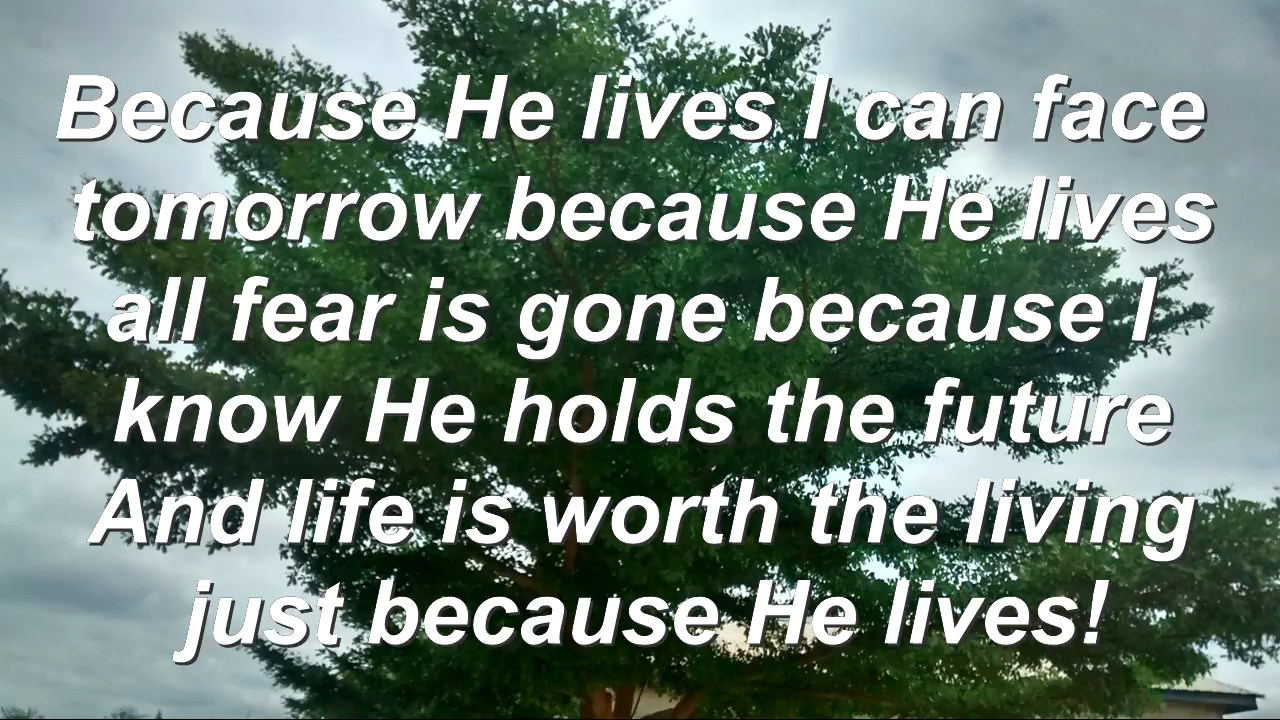 Because He lives I can face
tomorrow because He lives
all fear is gone because I
know He holds the future
And life is worth the living
just because He lives!